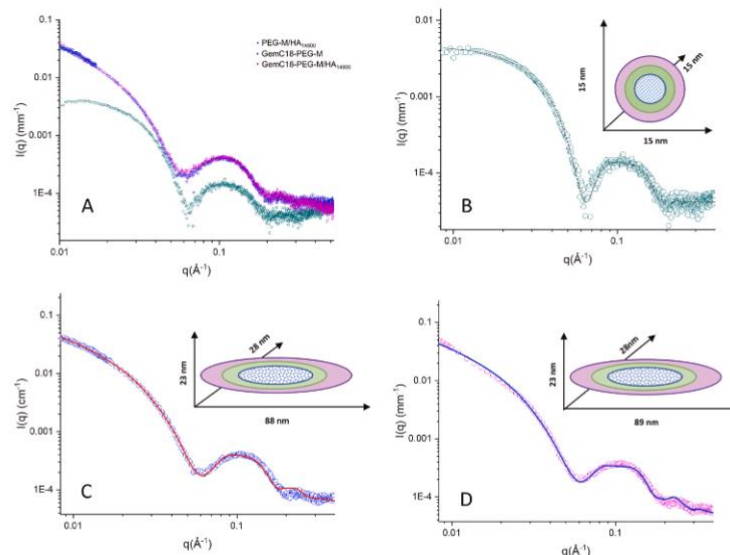 0.1
0.01
0.001
1E-4
I(q) (mm⁻¹)
PEG-M/HA₁₄₈₀₀
GemC18-PEG-M
GemC18-PEG-M/HA₁₄₈₀₀
A
0.01
0.1
q(Å⁻¹)
0.01
0.001
1E-4
I(q) (mm⁻¹)
15 nm
15 nm
15 nm
B
0.01
0.1
q(Å⁻¹)
0.1
0.01
0.001
1E-4
I(q) (cm⁻¹)
23 nm
28 nm
88 nm
C
0.01
0.1
q(Å⁻¹)
0.1
0.01
0.001
1E-4
I(q) (mm⁻¹)
23 nm
28nm
89 nm
D
0.01
0.1
q(Å⁻¹)